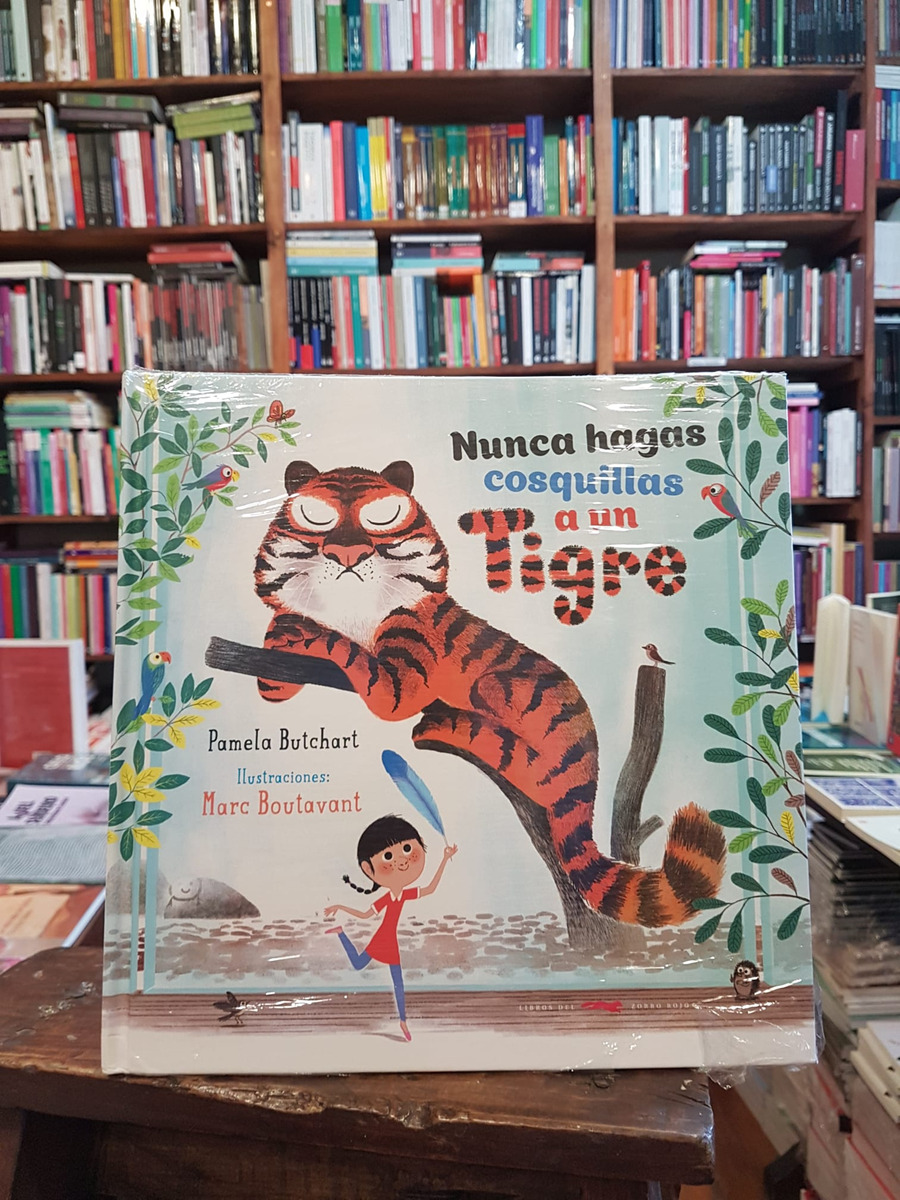 Nunca hagas
cosquillas
a un
Tigre
Pamela Butchart
Ilustraciones:
Marc Boutavant
LIBROS DEL ZORRO ROJO